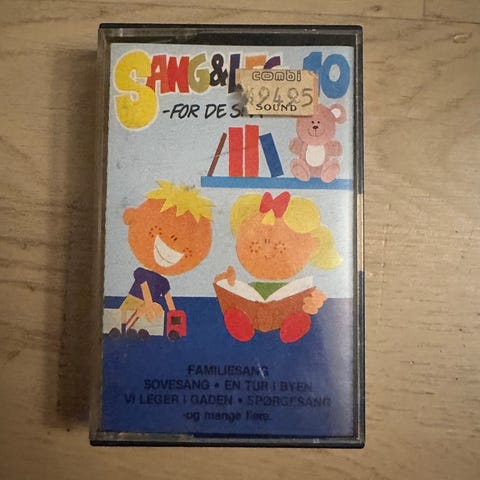 SANG & LEG 10
combi
$2495
SOUND
-FOR DE SM
FAMILIESANG
SOVESANG • EN TUR I BYEN
VI LEGER I GADEN • SPØRGESANG
-og mange flere.